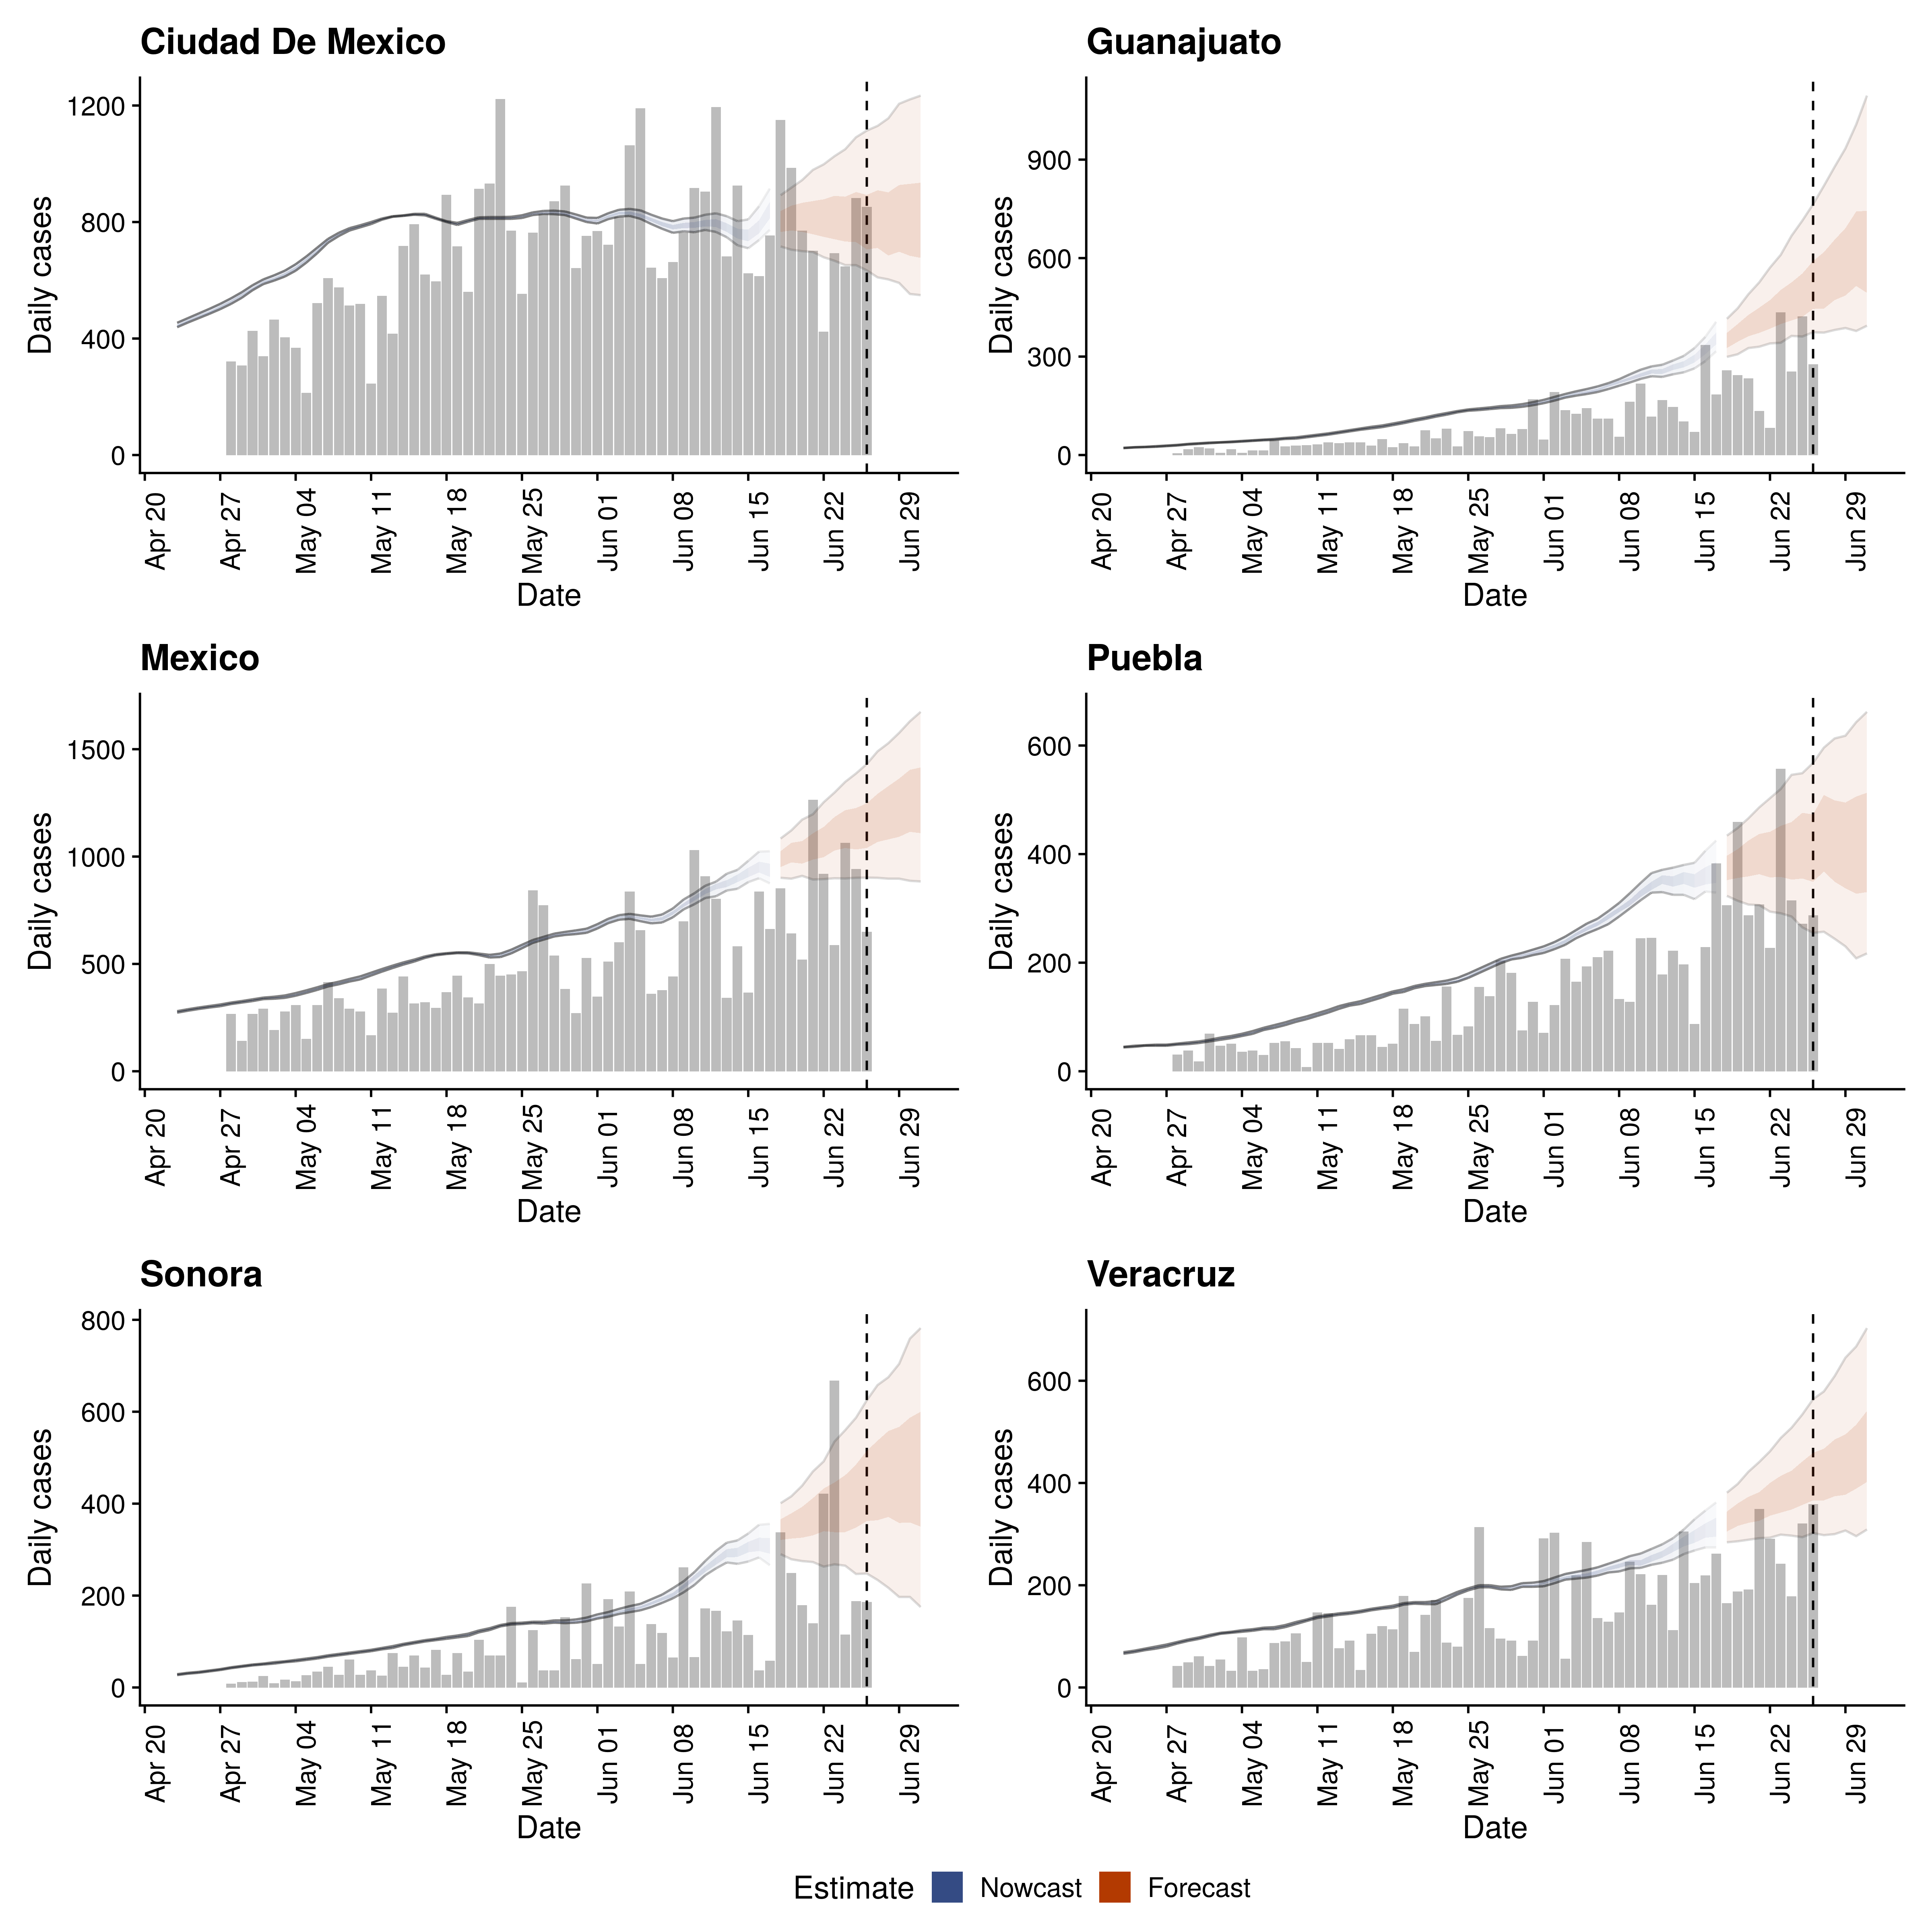 Ciudad De Mexico
Daily cases
1200
800
400
0
Apr 20
Apr 27
May 04
May 11
May 18
May 25
Jun 01
Jun 08
Jun 15
Jun 22
Jun 29
Date
Guanajuato
Daily cases
900
600
300
0
Apr 20
Apr 27
May 04
May 11
May 18
May 25
Jun 01
Jun 08
Jun 15
Jun 22
Jun 29
Date
Mexico
Daily cases
1500
1000
500
0
Apr 20
Apr 27
May 04
May 11
May 18
May 25
Jun 01
Jun 08
Jun 15
Jun 22
Jun 29
Date
Puebla
Daily cases
600
400
200
0
Apr 20
Apr 27
May 04
May 11
May 18
May 25
Jun 01
Jun 08
Jun 15
Jun 22
Jun 29
Date
Sonora
Daily cases
800
600
400
200
0
Apr 20
Apr 27
May 04
May 11
May 18
May 25
Jun 01
Jun 08
Jun 15
Jun 22
Jun 29
Date
Veracruz
Daily cases
600
400
200
0
Apr 20
Apr 27
May 04
May 11
May 18
May 25
Jun 01
Jun 08
Jun 15
Jun 22
Jun 29
Date
Estimate Nowcast Forecast